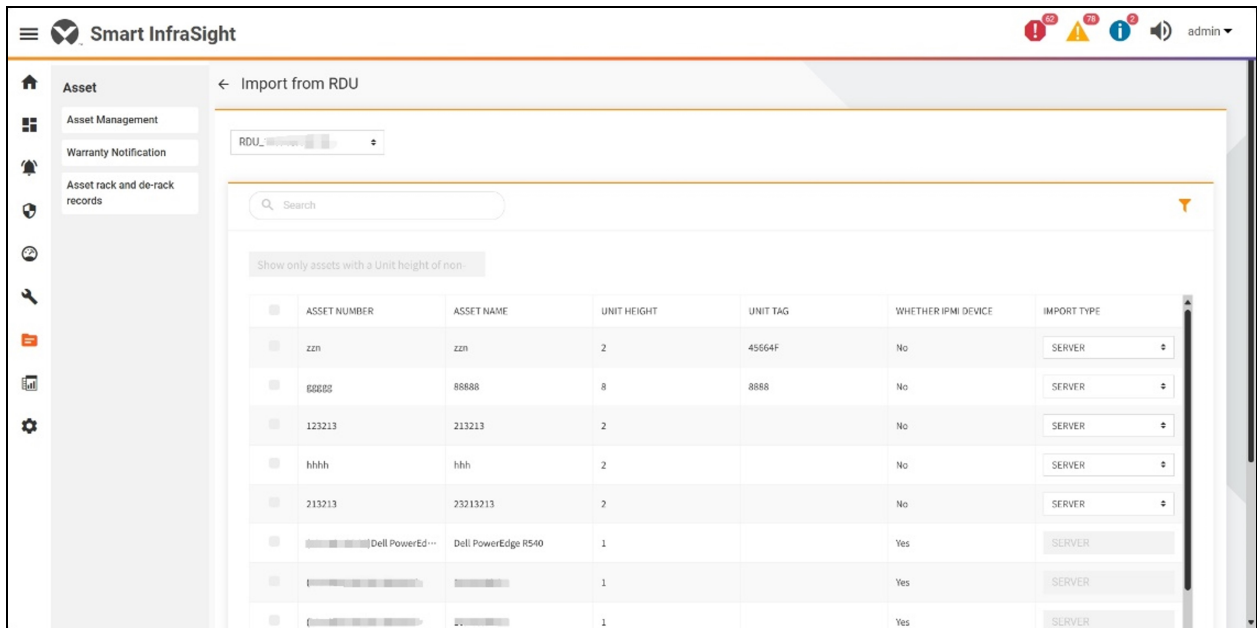 Smart InfraSight
62
78
2
admin
Asset
Asset Management
Warranty Notification
Asset rack and de-rack
records
Import from RDU
RDU_
Search
Show only assets with a Unit height of non-
ASSET NUMBER ASSET NAME UNIT HEIGHT UNIT TAG WHETHER IPMI DEVICE IMPORT TYPE
zzn zzn 2 45664F No SERVER
ggggg 88888 8 8888 No SERVER
123213 213213 2 No SERVER
hhhh hhh 2 No SERVER
213213 23213213 2 No SERVER
Dell PowerEd··· Dell PowerEdge R540 1 Yes SERVER
1 Yes SERVER
1 Yes SERVER